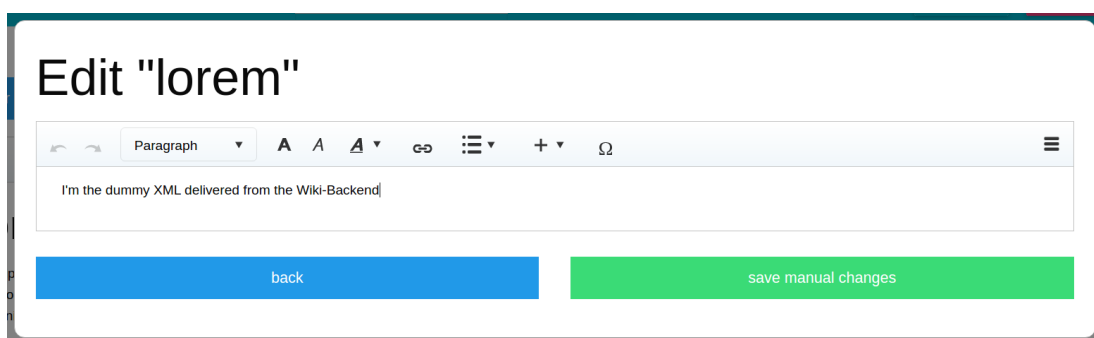 Edit "lorem"
Paragraph A A A Ω
I'm the dummy XML delivered from the Wiki-Backend
back save manual changes